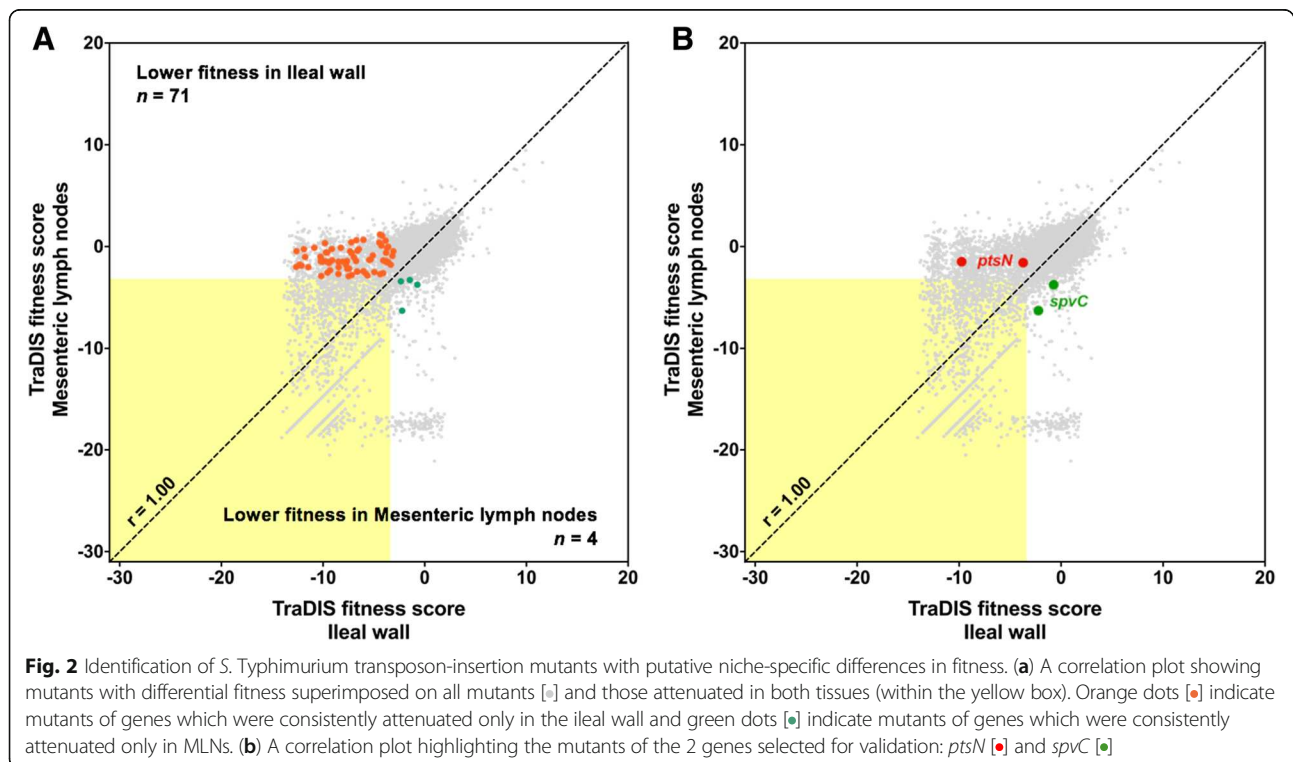 A
20
10
0
-10
-20
-30
TraDIS fitness score
Mesenteric lymph nodes
Lower fitness in Ileal wall
n = 71
r = 1.00
Lower fitness in Mesenteric lymph nodes
n = 4
-30 -20 -10 0 10 20
TraDIS fitness score
Ileal wall
B
20
10
0
-10
-20
-30
TraDIS fitness score
Mesenteric lymph nodes
ptsN
spvC
r = 1.00
-30 -20 -10 0 10 20
TraDIS fitness score
Ileal wall
Fig. 2 Identification of S. Typhimurium transposon-insertion mutants with putative niche-specific differences in fitness. (a) A correlation plot showing
mutants with differential fitness superimposed on all mutants [•] and those attenuated in both tissues (within the yellow box). Orange dots [•] indicate
mutants of genes which were consistently attenuated only in the ileal wall and green dots [•] indicate mutants of genes which were consistently
attenuated only in MLNs. (b) A correlation plot highlighting the mutants of the 2 genes selected for validation: ptsN [•] and spvC [•]